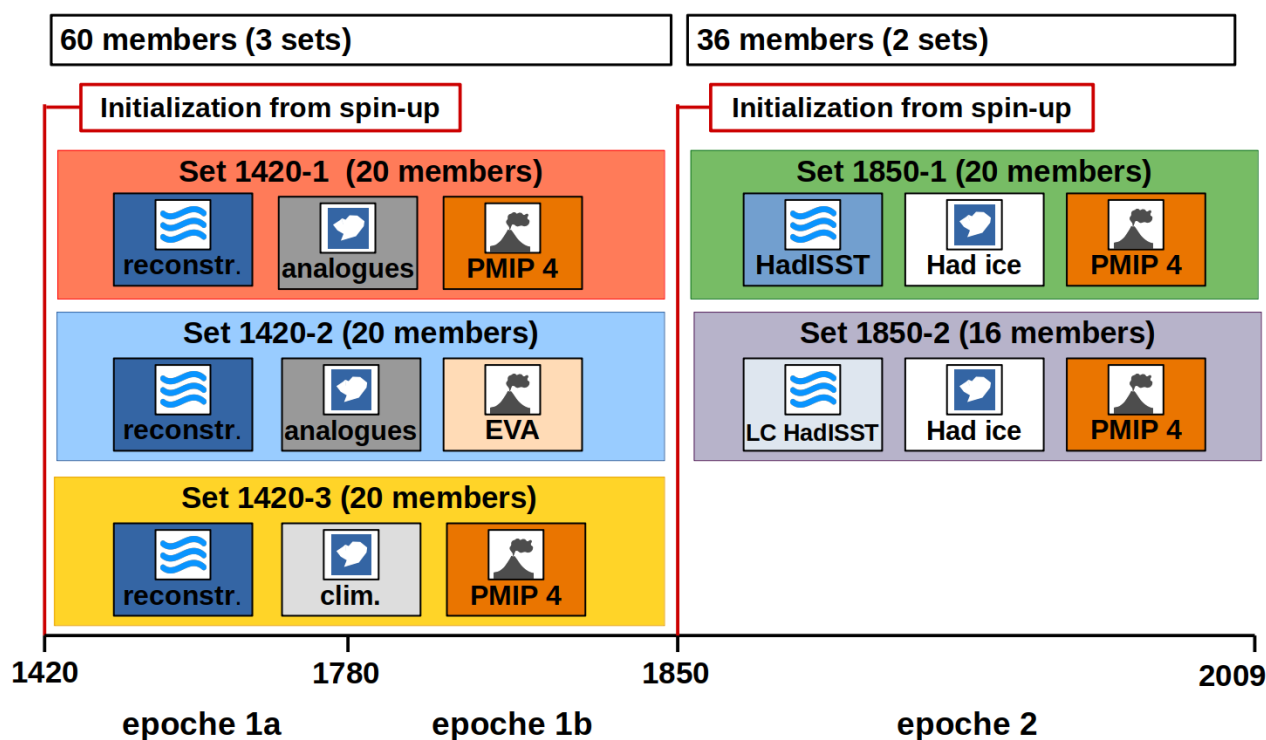 60 members (3 sets)
36 members (2 sets)
Initialization from spin-up
Initialization from spin-up
Set 1420-1 (20 members)
reconstr.
analogues
PMIP 4
Set 1850-1 (20 members)
HadISST
Had ice
PMIP 4
Set 1420-2 (20 members)
reconstr.
analogues
EVA
Set 1850-2 (16 members)
LC HadISST
Had ice
PMIP 4
Set 1420-3 (20 members)
reconstr.
clim.
PMIP 4
1420
1780
1850
2009
epoche 1a
epoche 1b
epoche 2